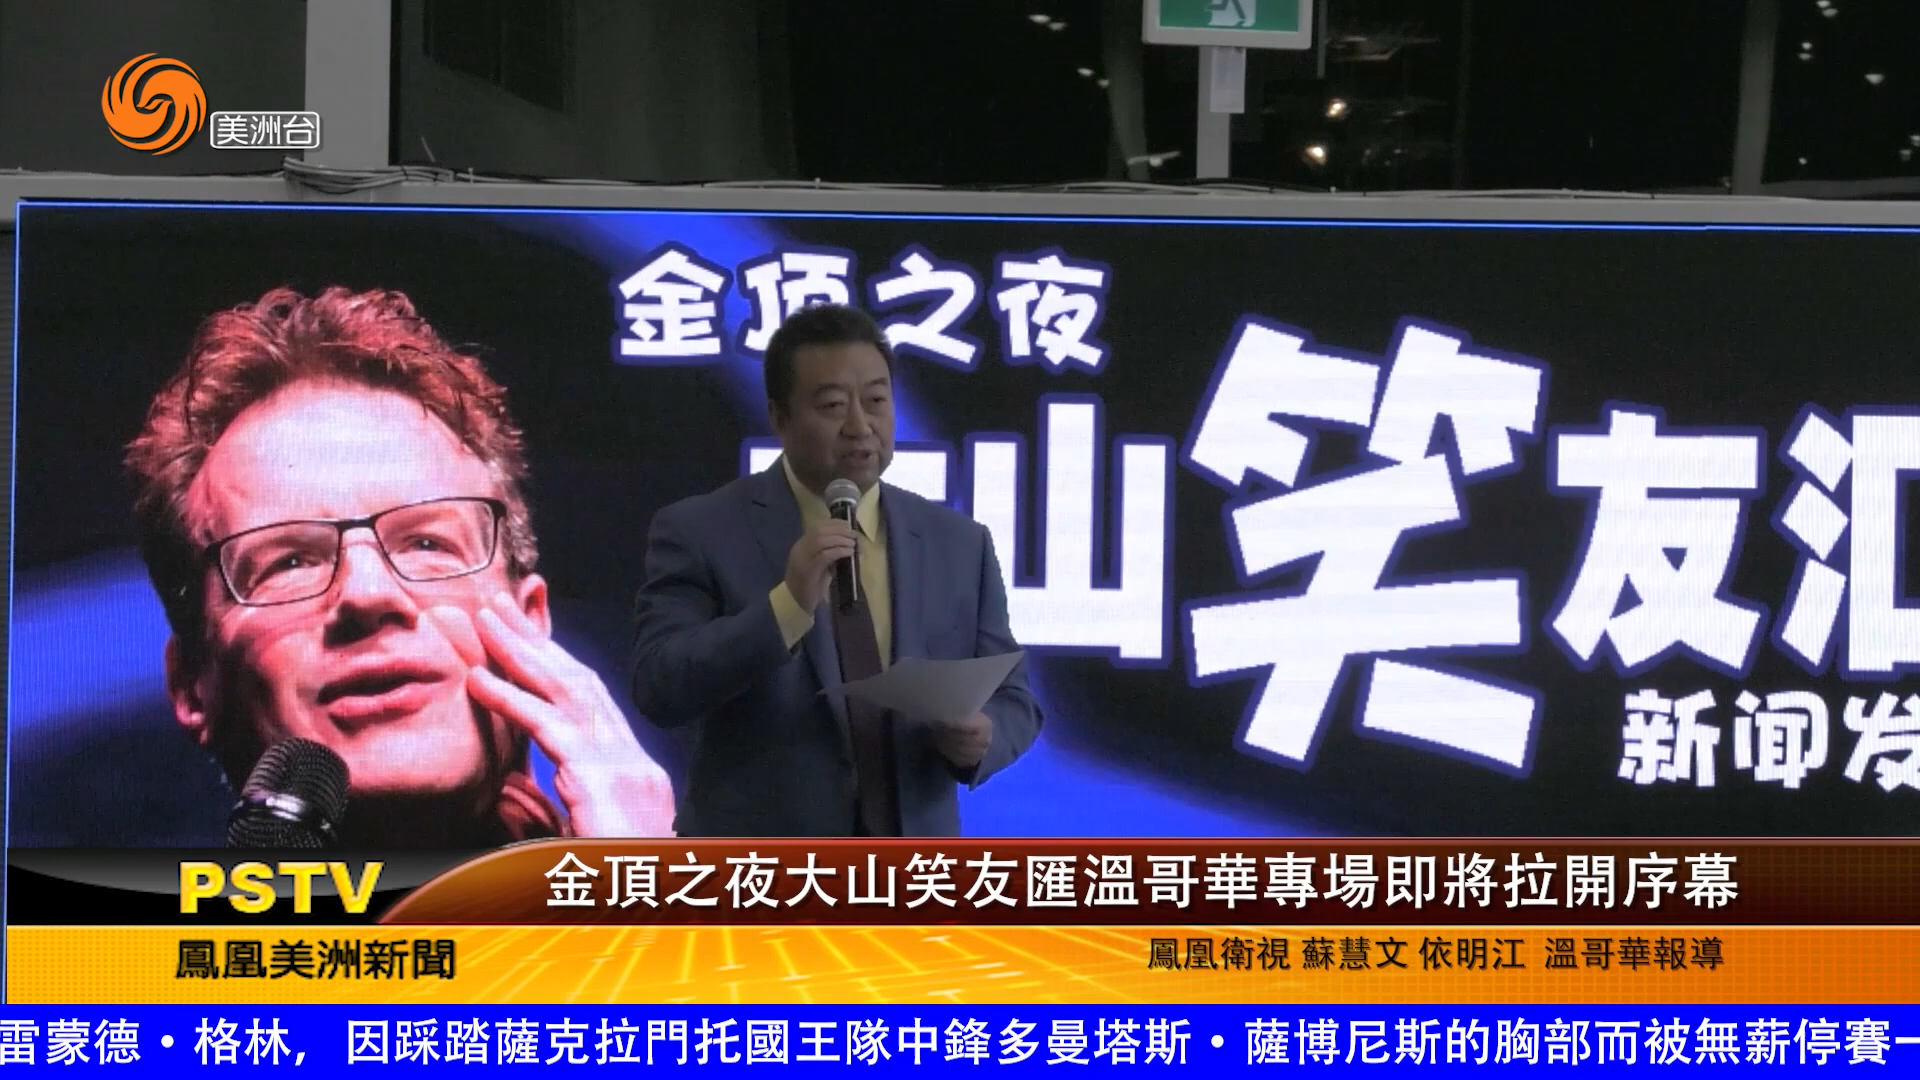 美洲台
金頂之夜
山笑友汇
新闻发
PSTV
金頂之夜大山笑友匯溫哥華專場即將拉開序幕
鳳凰美洲新聞
鳳凰衛視 蘇慧文 依明江 溫哥華報導
雷蒙德·格林，因踩踏薩克拉門托國王隊中鋒多曼塔斯·薩博尼斯的胸部而被無薪停賽一